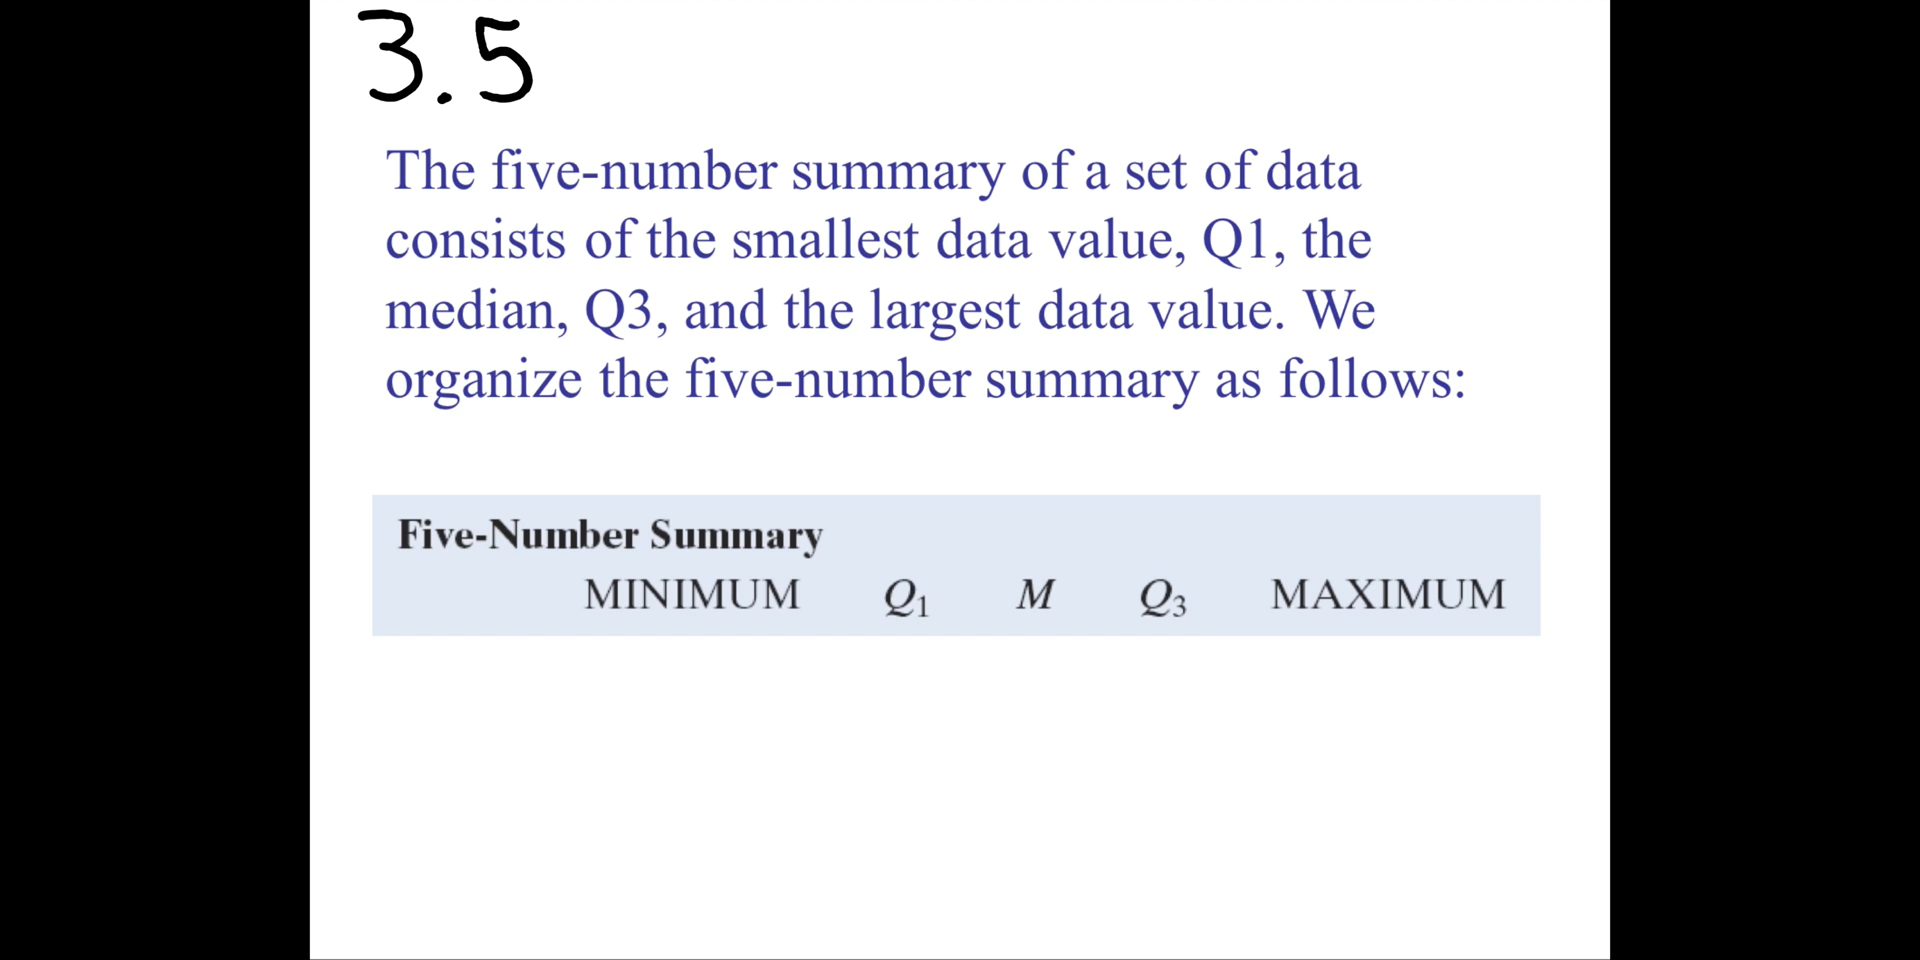 3.5
The five-number summary of a set of data
consists of the smallest data value, Q1, the
median, Q3, and the largest data value. We
organize the five-number summary as follows:
Five-Number Summary
MINIMUM Q₁ M Q₃ MAXIMUM